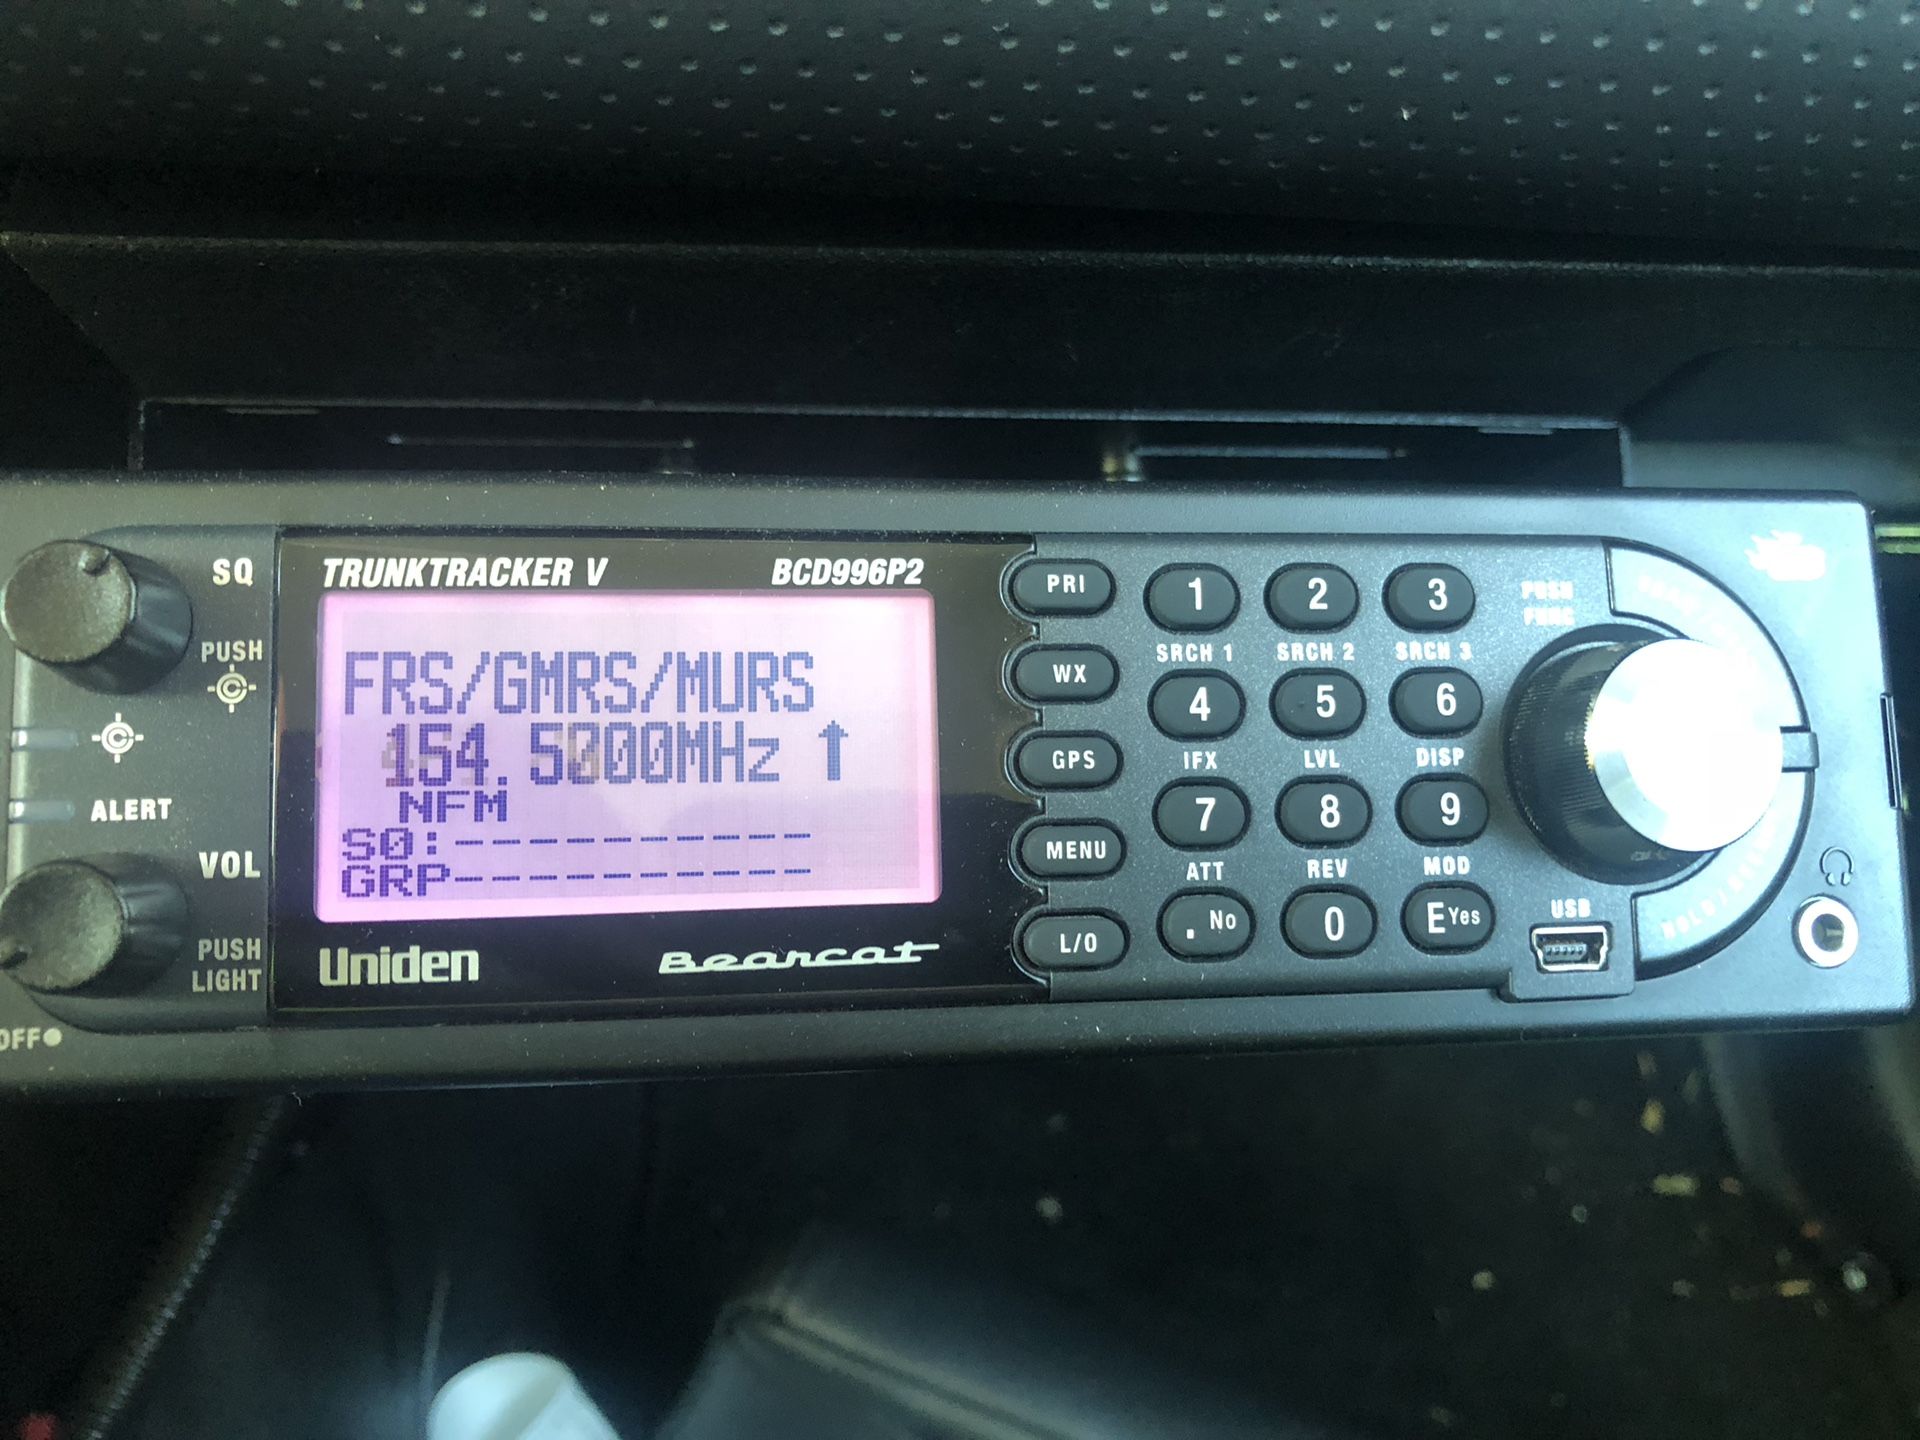 SQ
PUSH
ALERT
VOL
PUSH
LIGHT
OFF
TRUNKTRACKER V BCD996P2
FRS/GMRS/MURS
154.5000MHz ↑
NFM
S0:----------
GRP----------
Uniden Bearcat
PRI 1 2 3
SRCH 1 SRCH 2 SRCH 3
WX 4 5 6
IFX LVL DISP
GPS 7 8 9
ATT REV MOD
MENU
L/O . No 0 E Yes
PUSH
FUNC
USB